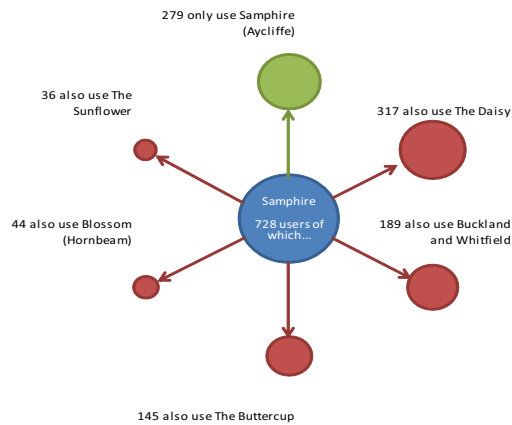 279 only use Samphire
(Aycliffe)
36 also use The
Sunflower
317 also use The Daisy
Samphire
728 users of
which...
44 also use Blossom
(Hornbeam)
189 also use Buckland
and Whitfield
145 also use The Buttercup